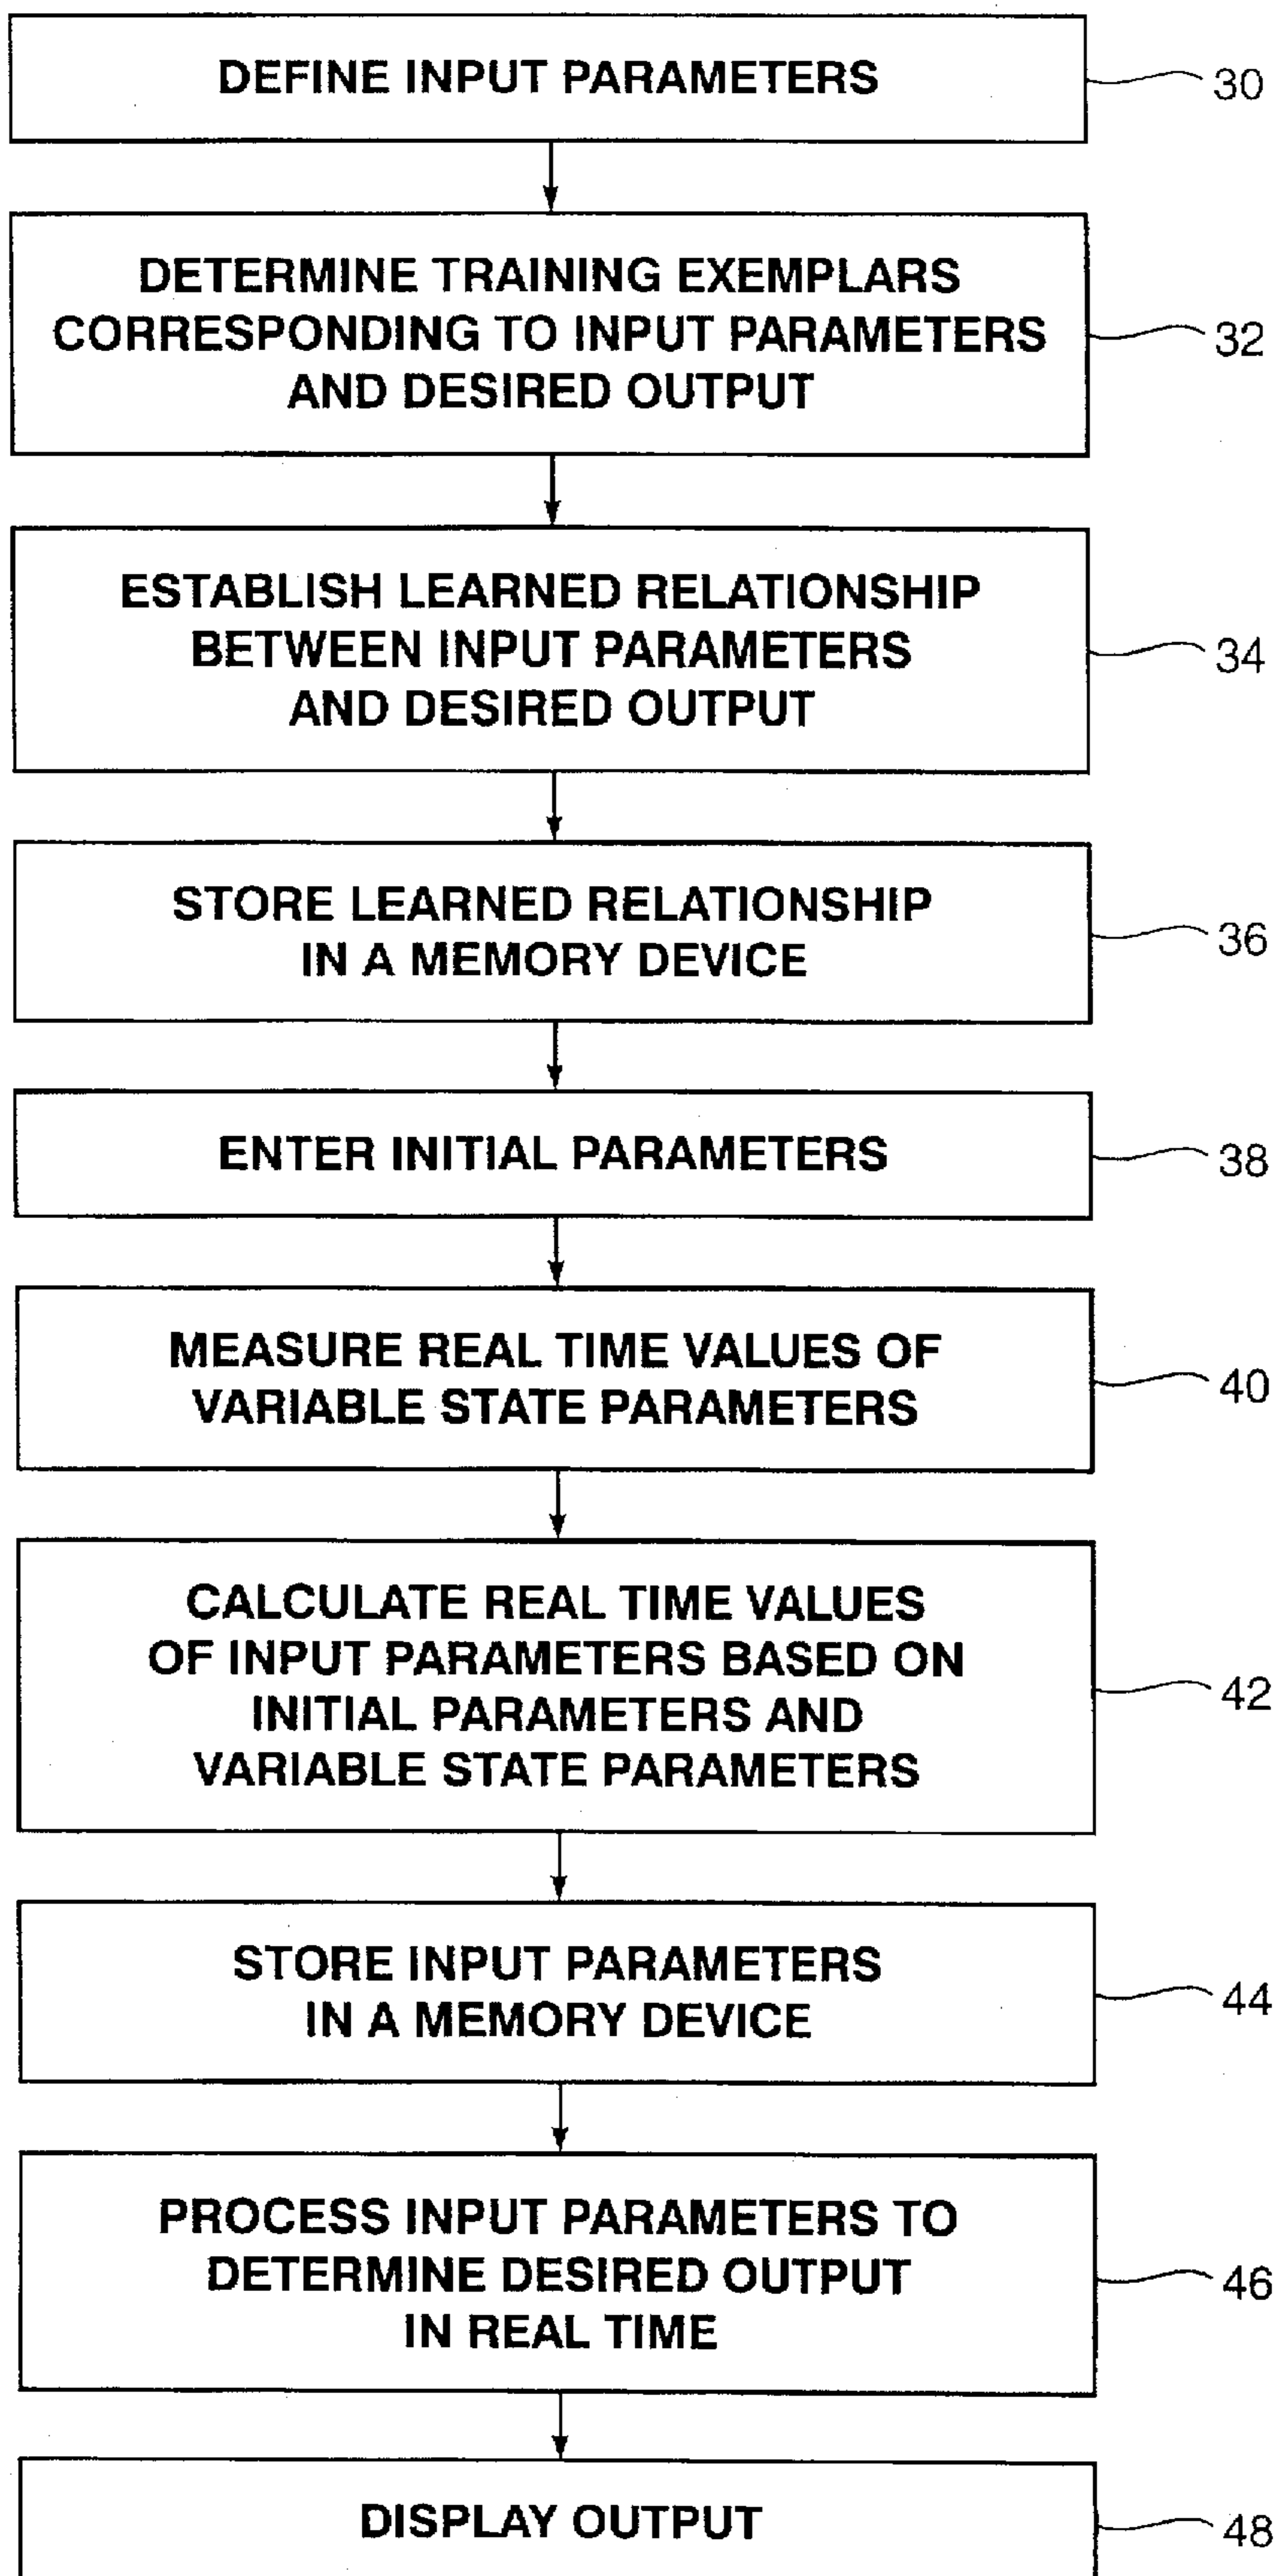 DEFINE INPUT PARAMETERS
30
DETERMINE TRAINING EXEMPLARS
CORRESPONDING TO INPUT PARAMETERS
AND DESIRED OUTPUT
32
ESTABLISH LEARNED RELATIONSHIP
BETWEEN INPUT PARAMETERS
AND DESIRED OUTPUT
34
STORE LEARNED RELATIONSHIP
IN A MEMORY DEVICE
36
ENTER INITIAL PARAMETERS
38
MEASURE REAL TIME VALUES OF
VARIABLE STATE PARAMETERS
40
CALCULATE REAL TIME VALUES
OF INPUT PARAMETERS BASED ON
INITIAL PARAMETERS AND
VARIABLE STATE PARAMETERS
42
STORE INPUT PARAMETERS
IN A MEMORY DEVICE
44
PROCESS INPUT PARAMETERS TO
DETERMINE DESIRED OUTPUT
IN REAL TIME
46
DISPLAY OUTPUT
48